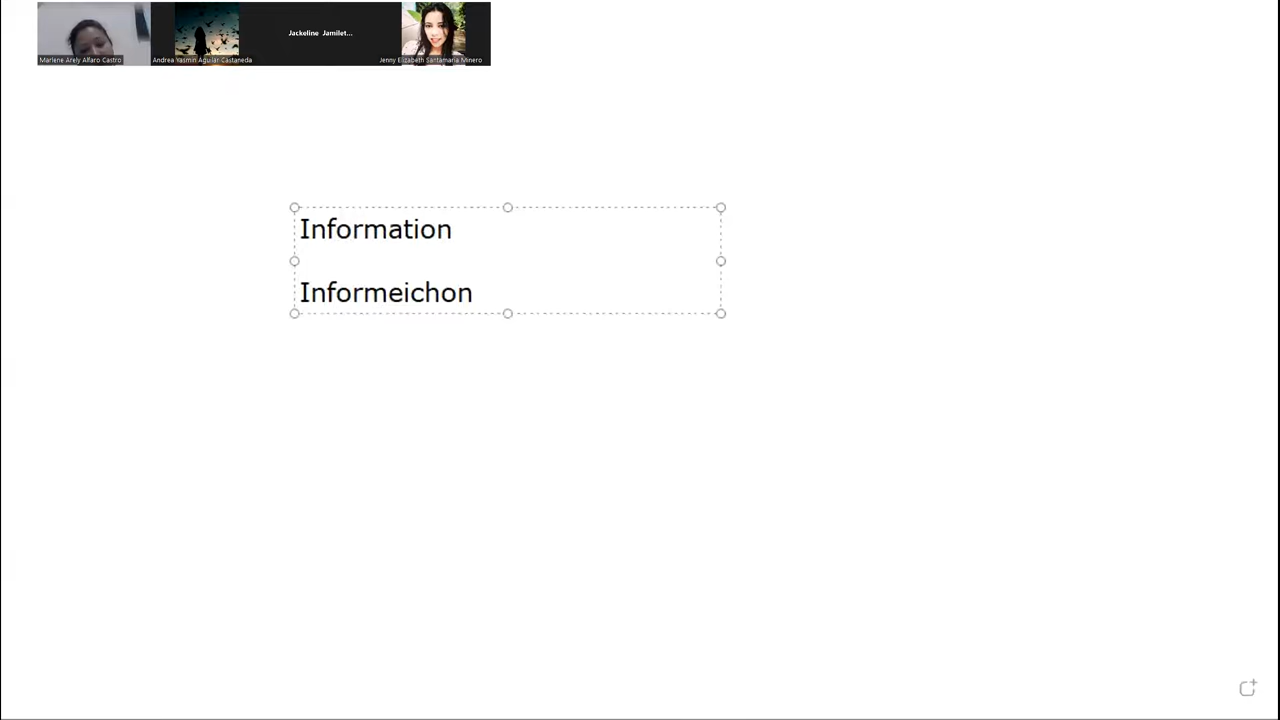 Jackeline Jamilet...
Marlene Arely Alfaro Castro
Andrea Yasmin Aguilar Castaneda
Jenny Elizabeth Santamaria Minero
Information
Informeichon